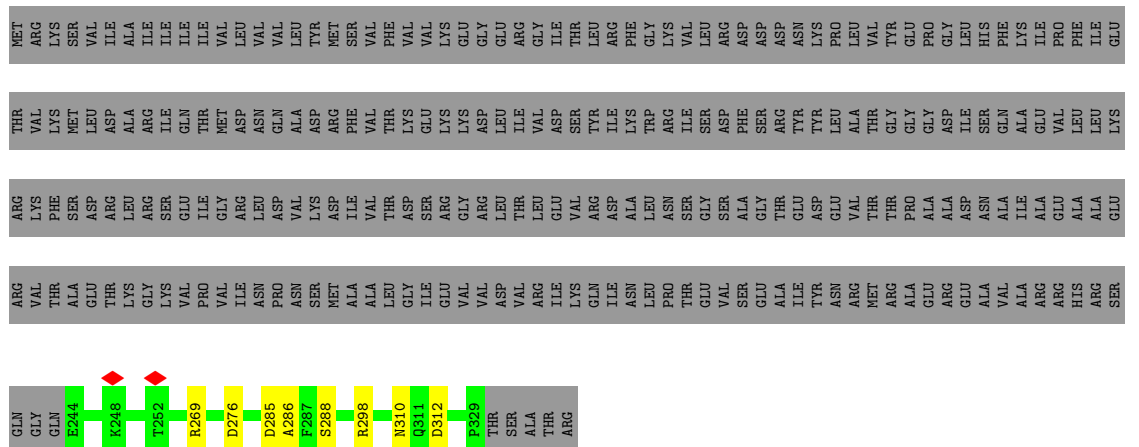 MET ARG LYS SER VAL ILE ALA ILE ILE ILE ILE VAL LEU VAL VAL LEU TYR MET SER VAL PHE VAL VAL LYS GLU GLY GLU ARG GLY ILE THR LEU ARG PHE GLY LYS VAL LEU ARG ASP ASP ASP ASN LYS PRO LEU VAL TYR GLU PRO GLY LEU HIS PHE LYS ILE PRO PHE ILE GLU
THR VAL LYS MET LEU ASP ALA ARG ILE GLN THR MET ASP ASN GLN ALA ASP ARG PHE VAL THR LYS GLU LYS LYS ASP LEU ILE VAL ASP SER TYR ILE LYS TRP ARG ILE SER ASP PHE SER ARG TYR TYR LEU ALA THR GLY GLY GLY ASP ILE SER GLN ALA GLU VAL LEU LEU LYS
ARG LYS PHE SER ASP ARG LEU ARG SER GLU ILE GLY ARG LEU ASP VAL LYS ASP ILE VAL THR ASP SER ARG GLY ARG LEU THR LEU GLU VAL ARG ASP ALA LEU ASN SER GLY SER ALA GLY THR GLU ASP GLU VAL THR THR PRO ALA ALA ASP ASN ALA ILE ALA GLU ALA ALA GLU
ARG VAL THR ALA GLU THR LYS GLY LYS VAL PRO VAL ILE ASN PRO ASN SER MET ALA ALA LEU GLY ILE GLU VAL VAL ASP VAL ARG ILE LYS GLN ILE ASN LEU PRO THR GLU VAL SER GLU ALA ILE TYR ASN ARG MET ARG ALA GLU ARG GLU ALA VAL ALA ARG ARG HIS ARG SER
GLN GLY GLN E244 K248 T252 R269 D276 D285 A286 F287 S288 R298 N310 Q311 D312 P329 THR SER ALA THR ARG